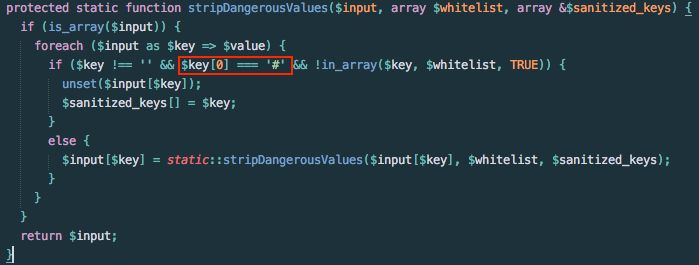 protected static function stripDangerousValues($input, array $whitelist, array &$sanitized_keys) {
  if (is_array($input)) {
    foreach ($input as $key => $value) {
      if ($key !== '' && $key[0] === '#' && !in_array($key, $whitelist, TRUE)) {
        unset($input[$key]);
        $sanitized_keys[] = $key;
      }
      else {
        $input[$key] = static::stripDangerousValues($input[$key], $whitelist, $sanitized_keys);
      }
    }
  }
  return $input;
}